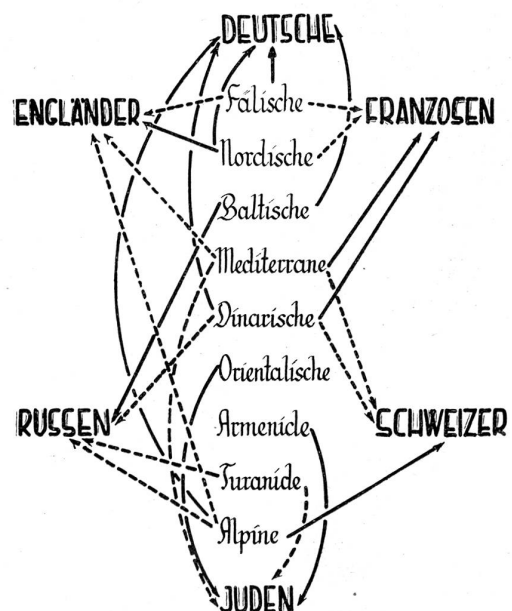 DEUTSCHE
ENGLÄNDER
Fälische
FRANZOSEN
Nordische
Baltische
Mediterrane
Dinarische
Orientalische
RUSSEN
Armenide
SCHWEIZER
Turanide
Alpine
JUDEN